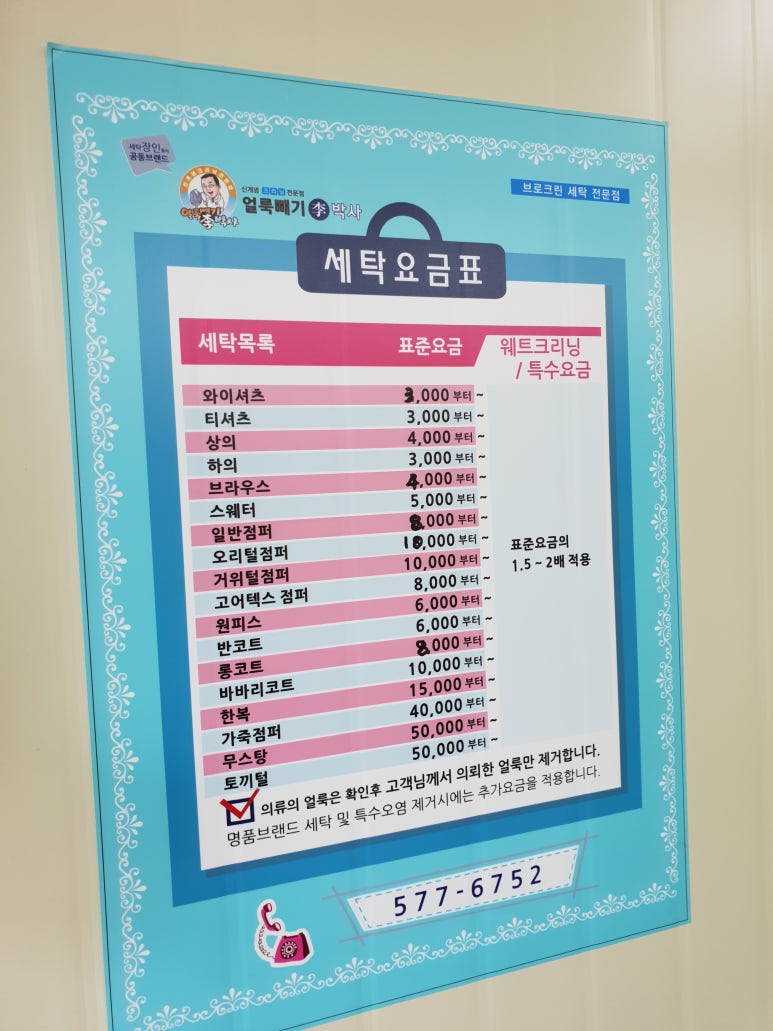 세탁장인들의
공동브랜드
얼룩빼기 李박사
신개념 크리닝 전문점
얼룩빼기 李 박사
브로크린 세탁 전문점
세탁요금표
세탁목록 표준요금 웨트크리닝 / 특수요금
와이셔츠 3,000 부터 ~
티셔츠 3,000 부터 ~
상의 4,000 부터 ~
하의 3,000 부터 ~
브라우스 4,000 부터 ~
스웨터 5,000 부터 ~
일반점퍼 8,000 부터 ~
오리털점퍼 10,000 부터 ~
거위털점퍼 10,000 부터 ~
고어텍스 점퍼 8,000 부터 ~
원피스 6,000 부터 ~
반코트 6,000 부터 ~
롱코트 8,000 부터 ~
바바리코트 10,000 부터 ~
한복 15,000 부터 ~
가죽점퍼 40,000 부터 ~
무스탕 50,000 부터 ~
토끼털 50,000 부터 ~
표준요금의
1.5 ~ 2배 적용
의류의 얼룩은 확인후 고객님께서 의뢰한 얼룩만 제거합니다.
명품브랜드 세탁 및 특수오염 제거시에는 추가요금을 적용합니다.
577-6752